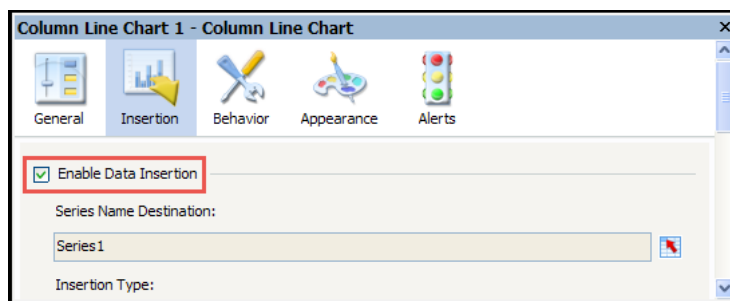 Column Line Chart 1 - Column Line Chart
General Insertion Behavior Appearance Alerts
Enable Data Insertion
Series Name Destination:
Series1
Insertion Type: